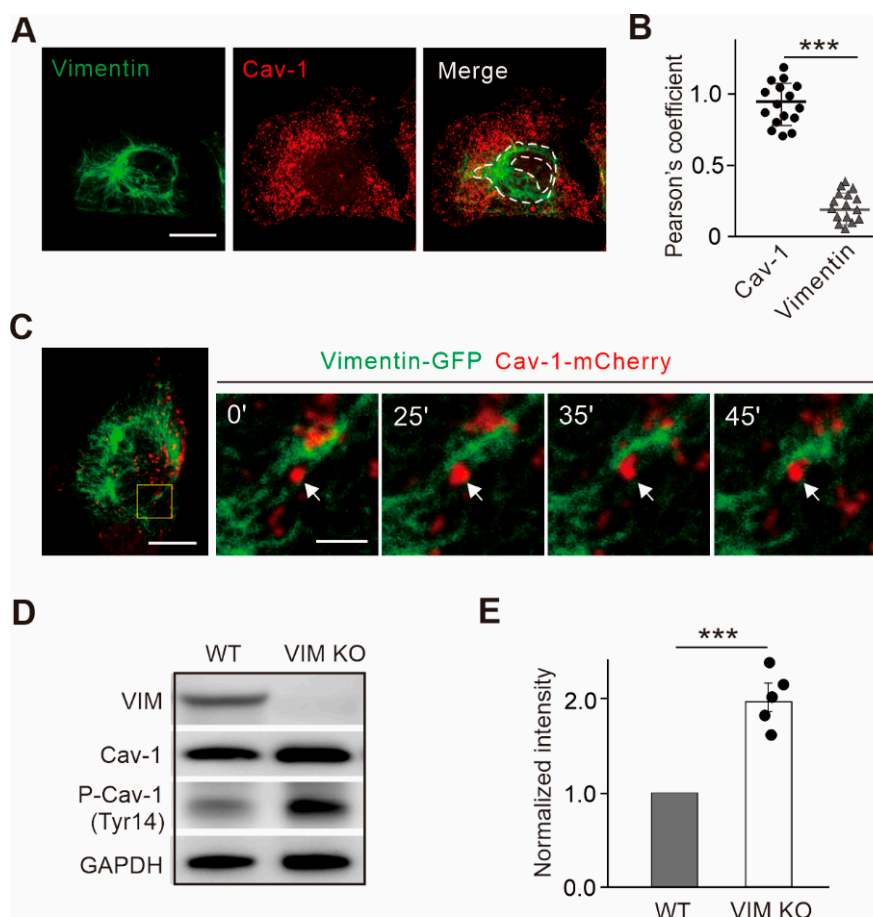 A
Vimentin
Cav-1
Merge
B
***
Pearson's coefficient
1.0
0.5
0
Cav-1
Vimentin
C
Vimentin-GFP Cav-1-mCherry
0'
25'
35'
45'
D
WT VIM KO
VIM
Cav-1
P-Cav-1
(Tyr14)
GAPDH
E
***
Normalized intensity
2.0
1.0
0.0
WT VIM KO